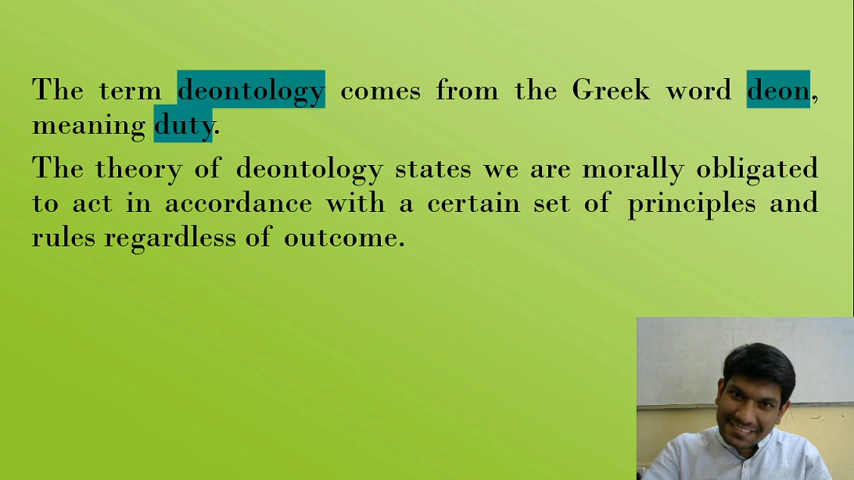 The term deontology comes from the Greek word deon,
meaning duty.
The theory of deontology states we are morally obligated
to act in accordance with a certain set of principles and
rules regardless of outcome.